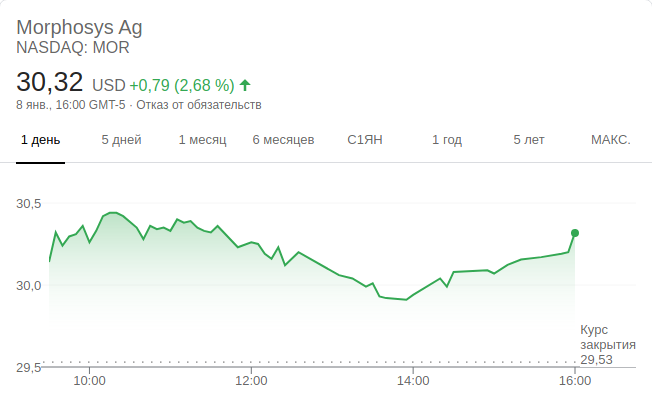 Morphosys Ag
NASDAQ: MOR
30,32 USD +0,79 (2,68 %)
8 янв., 16:00 GMT-5 · Отказ от обязательств
1 день 5 дней 1 месяц 6 месяцев С1ЯН 1 год 5 лет МАКС.
30,5
30,0
Курс
закрытия
29,53
29,5
10:00 12:00 14:00 16:00